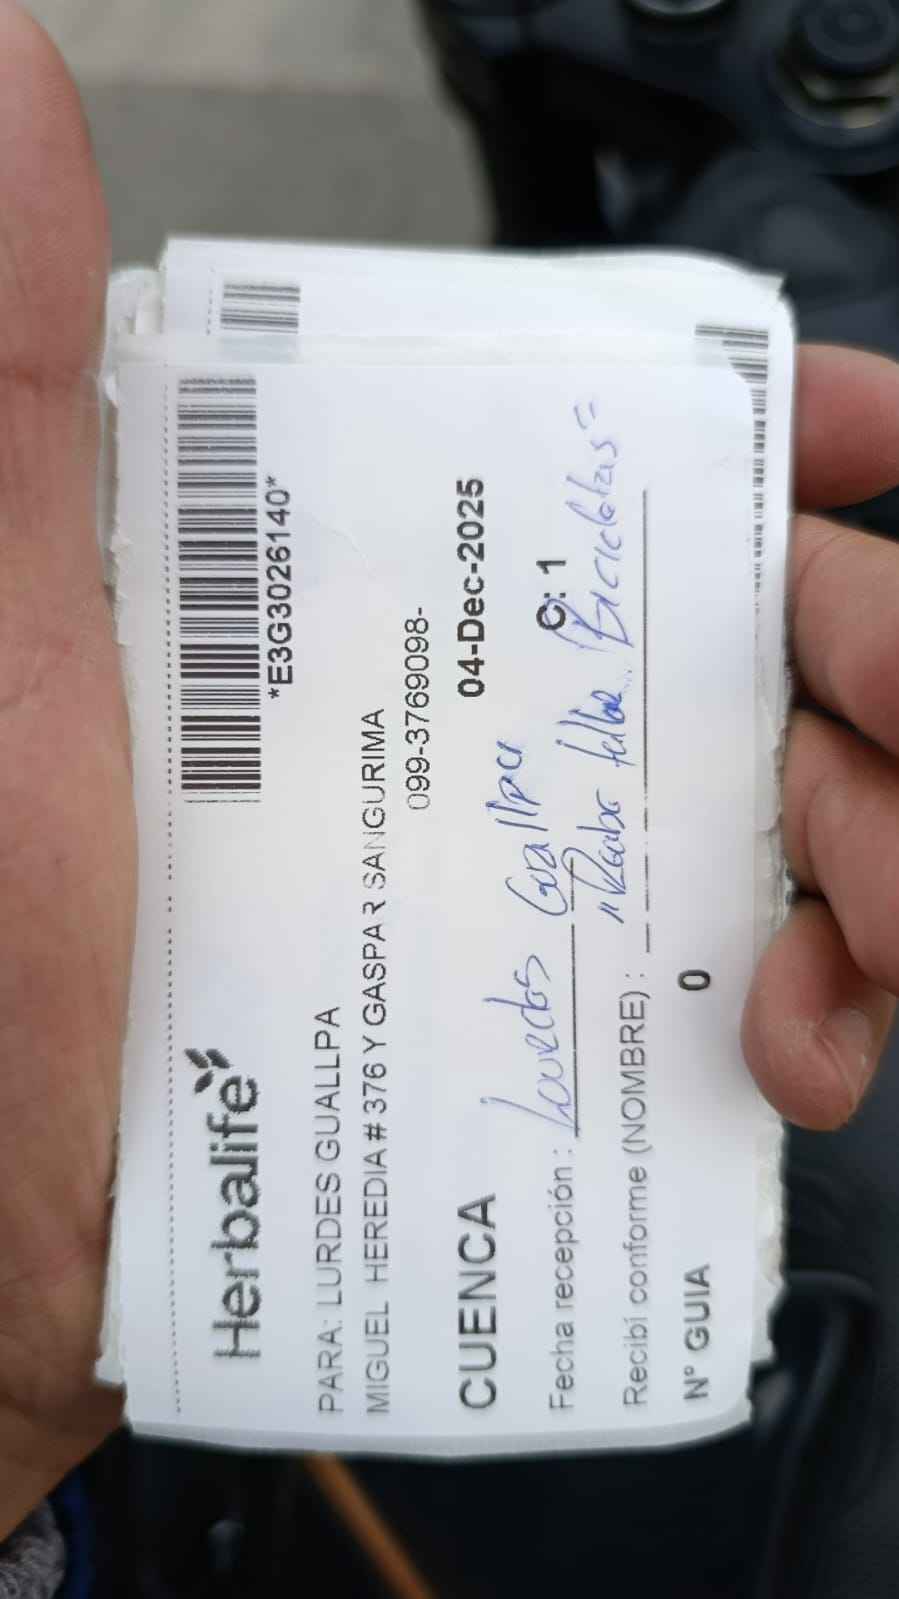 *E3G3026140*
Herbalife
PARA: LURDES GUALLPA
MIGUEL HEREDIA # 376 Y GASPAR SANGURIMA
099-3769098-
CUENCA 04-Dec-2025
Fecha recepción : Lourdes Guallpa C: 1
Recibí conforme (NOMBRE) : Bicicletas
N° GUIA 0